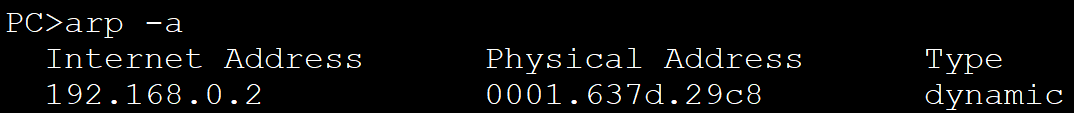 PC>arp -a
Internet Address Physical Address Type
192.168.0.2 0001.637d.29c8 dynamic